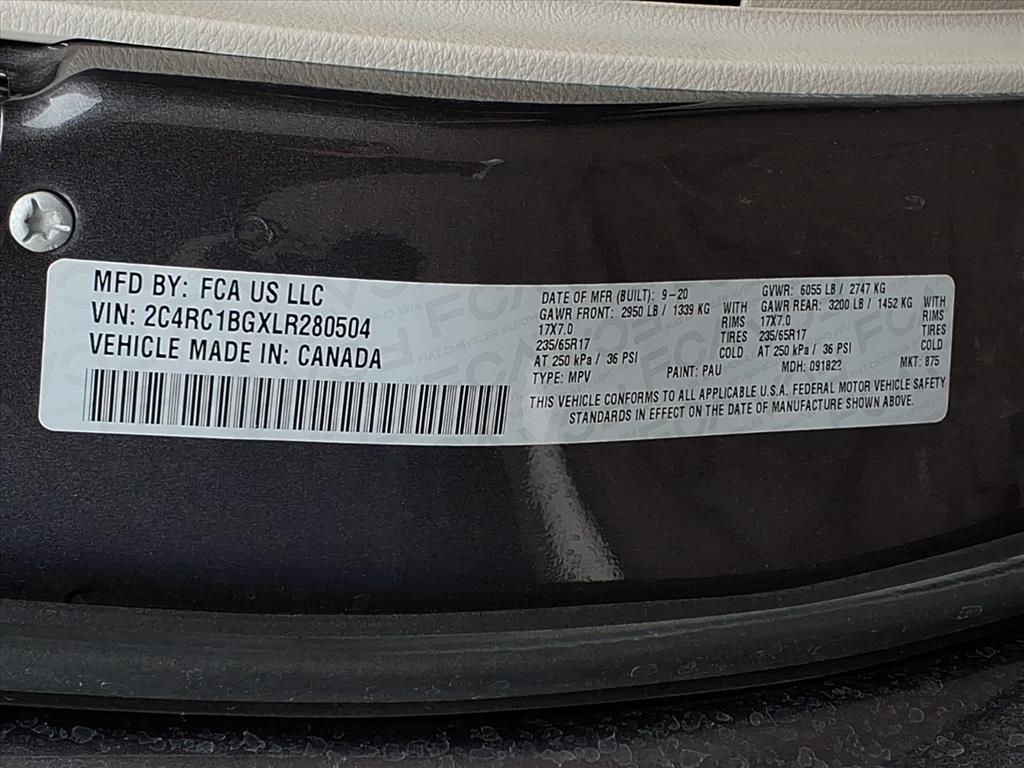 MFD BY: FCA US LLC
VIN: 2C4RC1BGXLR280504
VEHICLE MADE IN: CANADA
DATE OF MFR (BUILT): 9-20
GVWR: 6055 LB / 2747 KG
GAWR FRONT: 2950 LB / 1339 KG WITH
GAWR REAR: 3200 LB / 1452 KG WITH
17X7.0 RIMS
17X7.0 RIMS
235/65R17 TIRES
235/65R17 TIRES
AT 250 kPa / 36 PSI COLD
AT 250 kPa / 36 PSI COLD
TYPE: MPV PAINT: PAU MDH: 091822 MKT: 875
THIS VEHICLE CONFORMS TO ALL APPLICABLE U.S.A. FEDERAL MOTOR VEHICLE SAFETY
STANDARDS IN EFFECT ON THE DATE OF MANUFACTURE SHOWN ABOVE.